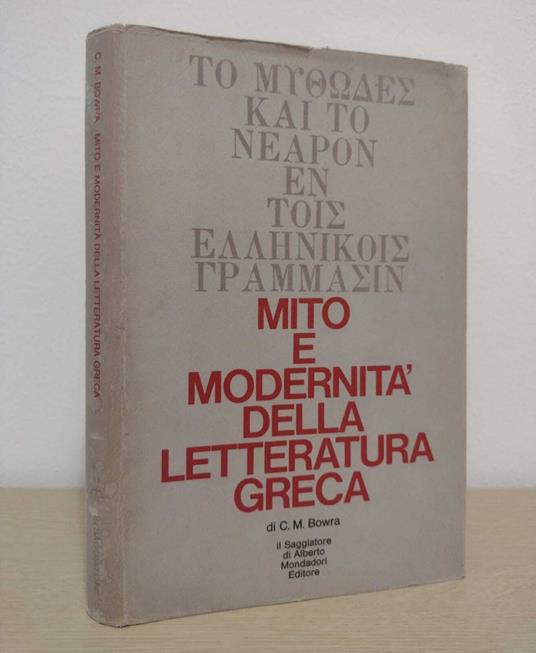 C. M. BOWRA MITO E MODERNITÀ DELLA LETTERATURA GRECA
ΤΟ ΜΥΘΩΔΕΣ
ΚΑΙ ΤΟ
ΝΕΑΡΟΝ
ΕΝ
ΤΟΙΣ
ΕΛΛΗΝΙΚΟΙΣ
ΓΡΑΜΜΑΣΙΝ
MITO
E
MODERNITA'
DELLA
LETTERATURA
GRECA
di C. M. Bowra
il Saggiatore
di Alberto
Mondadori
Editore